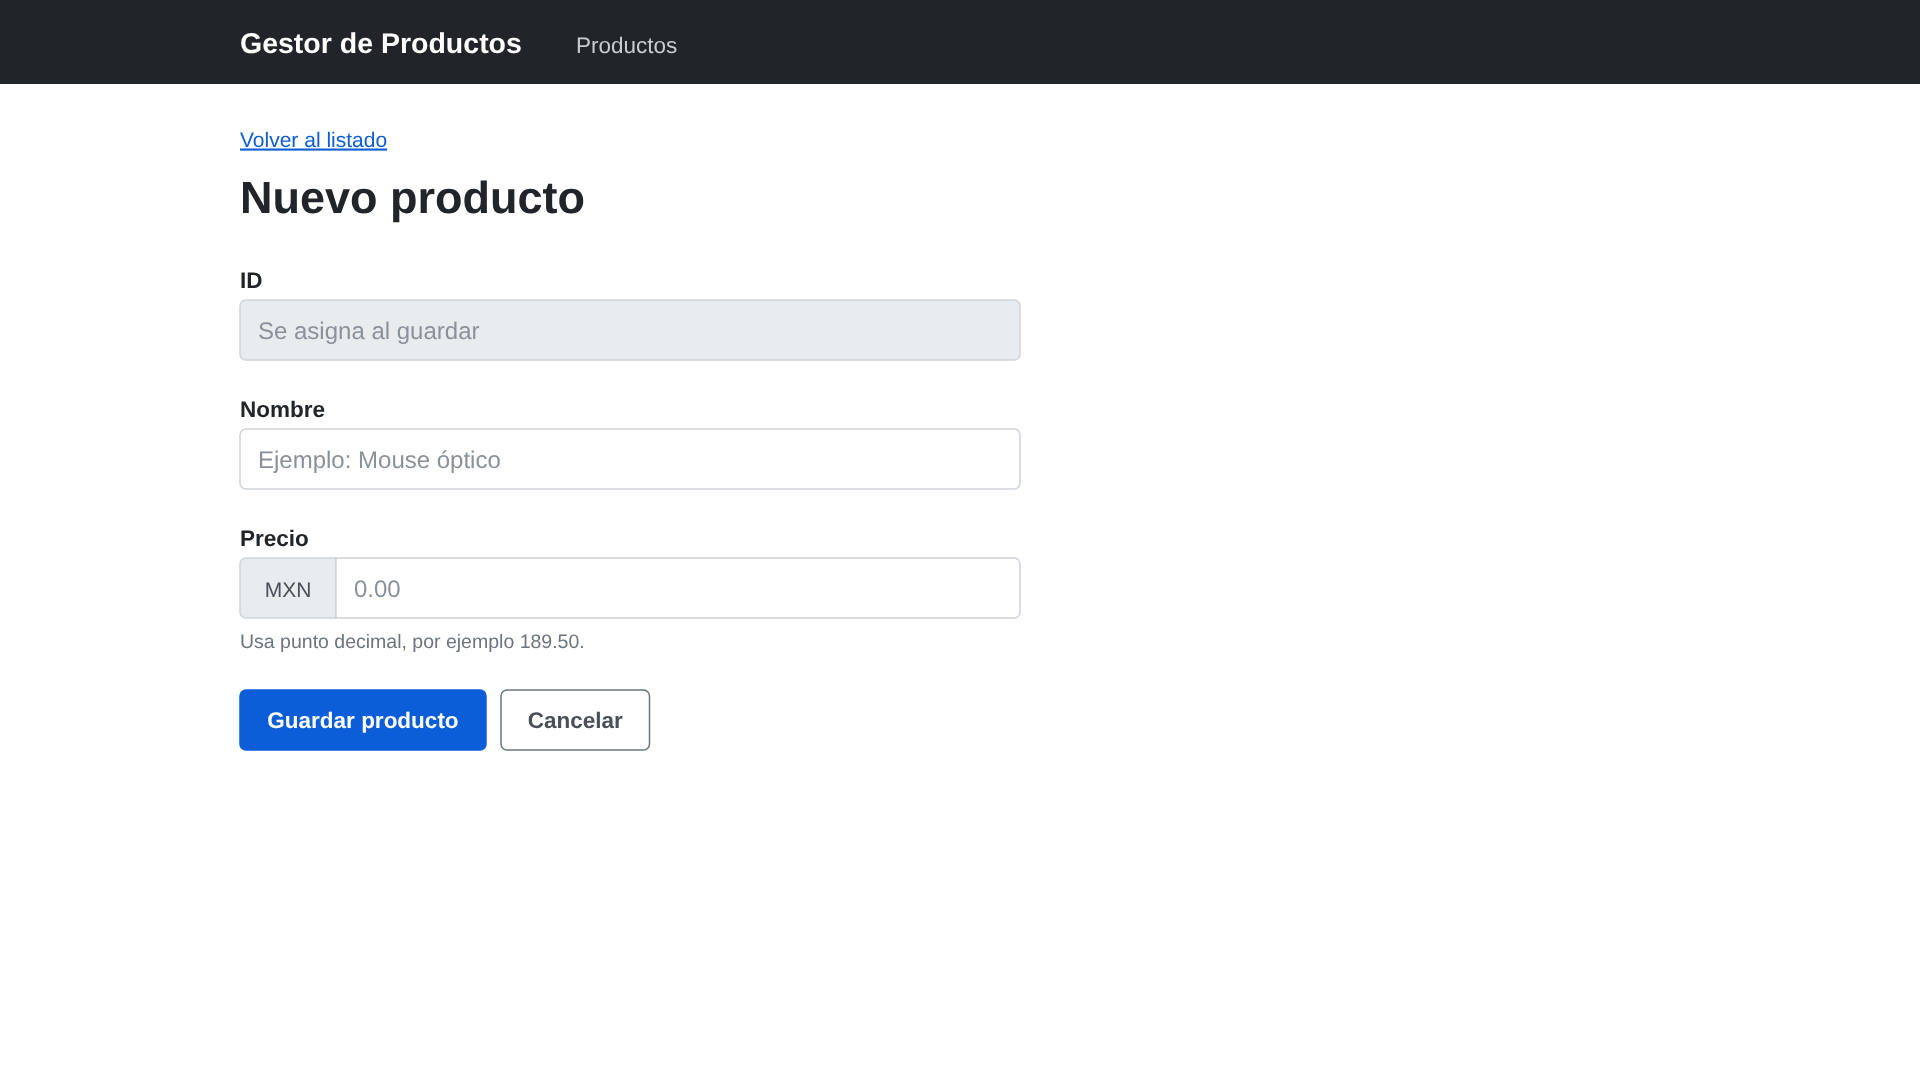 Gestor de Productos Productos
Volver al listado
Nuevo producto
ID
Se asigna al guardar
Nombre
Ejemplo: Mouse óptico
Precio
MXN 0.00
Usa punto decimal, por ejemplo 189.50.
Guardar producto Cancelar